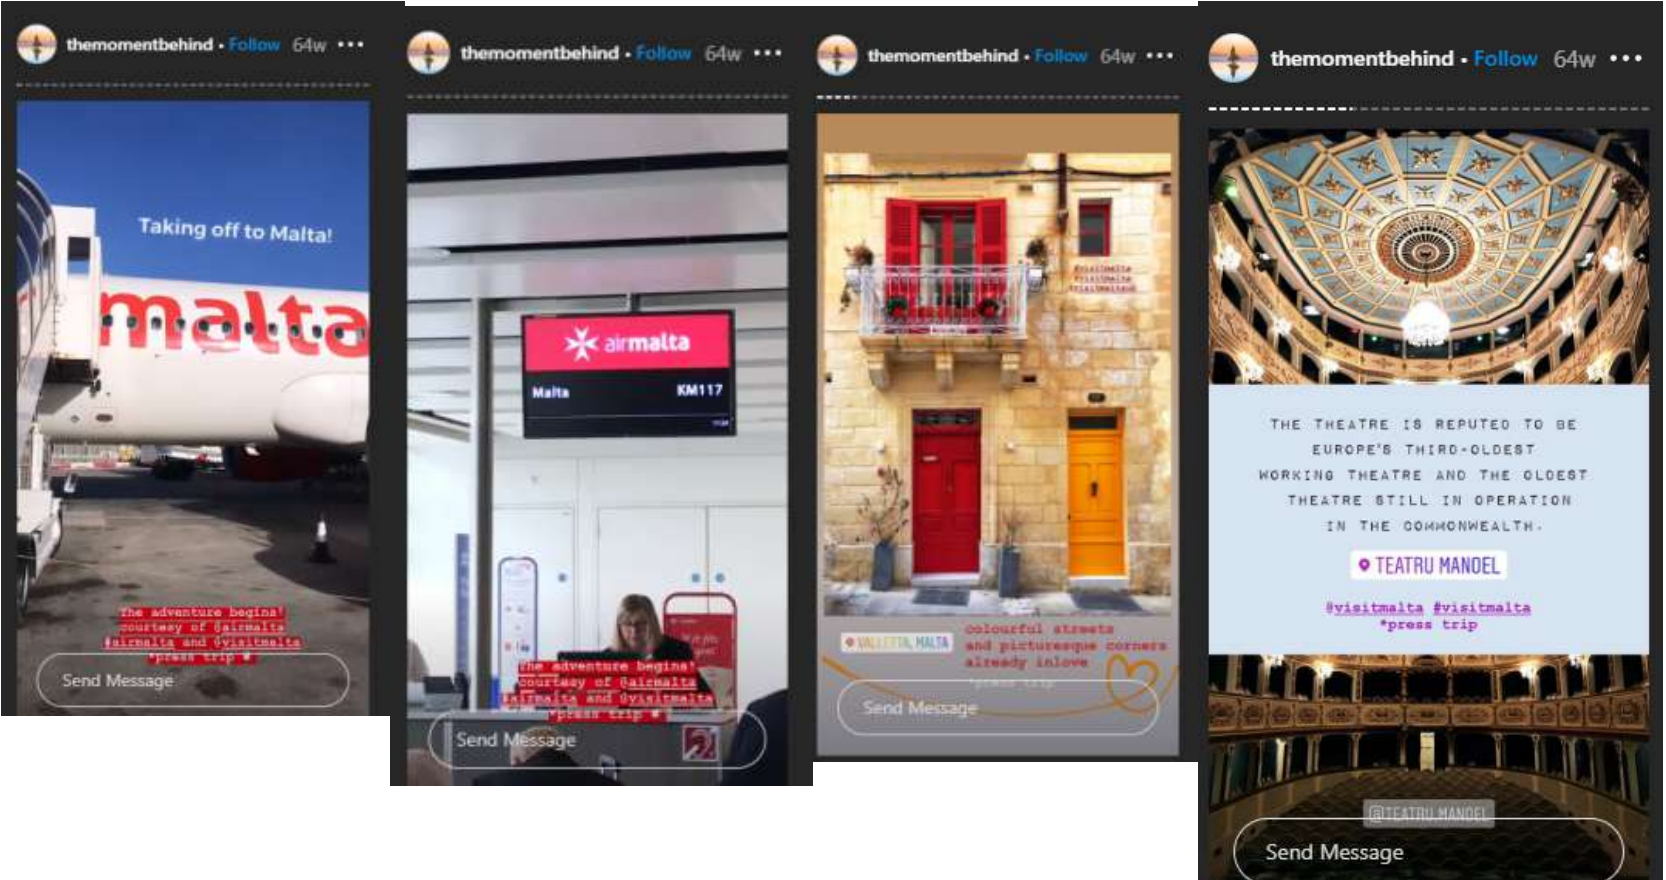 themomentbehind • Follow 64w •••
Taking off to Malta!
malta
The adventure begins!
courtesy of @airmalta
#airmalta and @visitmalta
*press trip
Send Message
themomentbehind • Follow 64w •••
airmalta
Malta KM117
The adventure begins!
courtesy of @airmalta
#airmalta and @visitmalta
*press trip
Send Message
themomentbehind • Follow 64w •••
@visitmalta
#visitmalta
VALLETTA, MALTA
colourful streets
and picturesque corners
already inlove
*press trip
Send Message
themomentbehind • Follow 64w •••
THE THEATRE IS REPUTED TO BE
EUROPE'S THIRD-OLDEST
WORKING THEATRE AND THE OLDEST
THEATRE STILL IN OPERATION
IN THE COMMONWEALTH.
TEATRU MANOEL
@visitmalta #visitmalta
*press trip
@TEATRU.MANOEL
Send Message